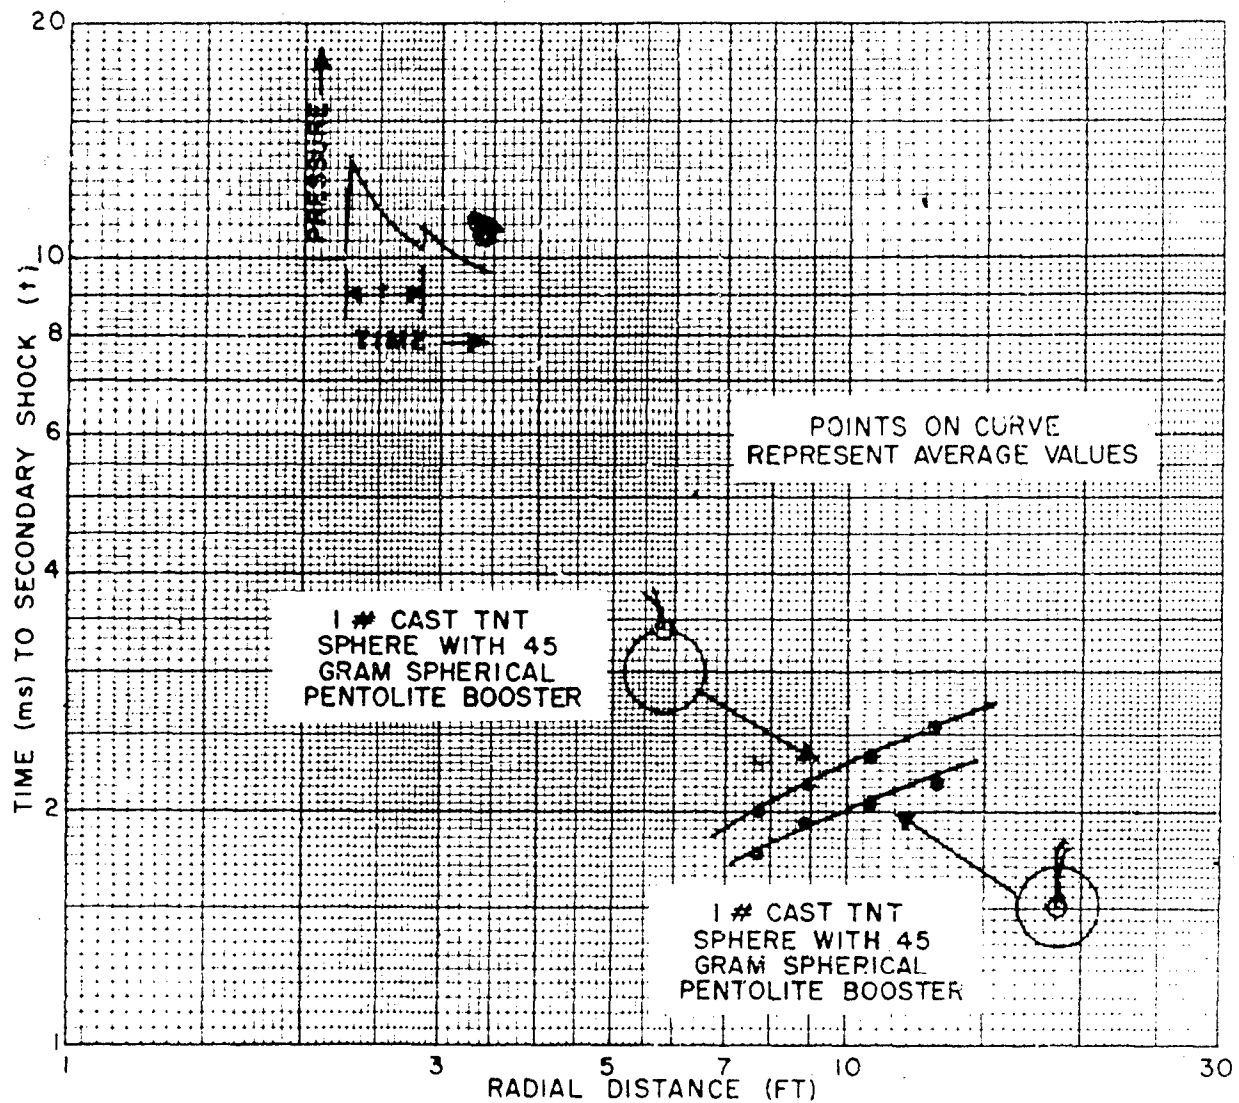 20
10
8
6
4
2
1
TIME (ms) TO SECONDARY SHOCK (t)
PRESSURE
t
TIME
POINTS ON CURVE
REPRESENT AVERAGE VALUES
1 # CAST TNT
SPHERE WITH 45
GRAM SPHERICAL
PENTOLITE BOOSTER
1 # CAST TNT
SPHERE WITH 45
GRAM SPHERICAL
PENTOLITE BOOSTER
1
3
5
7
10
30
RADIAL DISTANCE (FT)